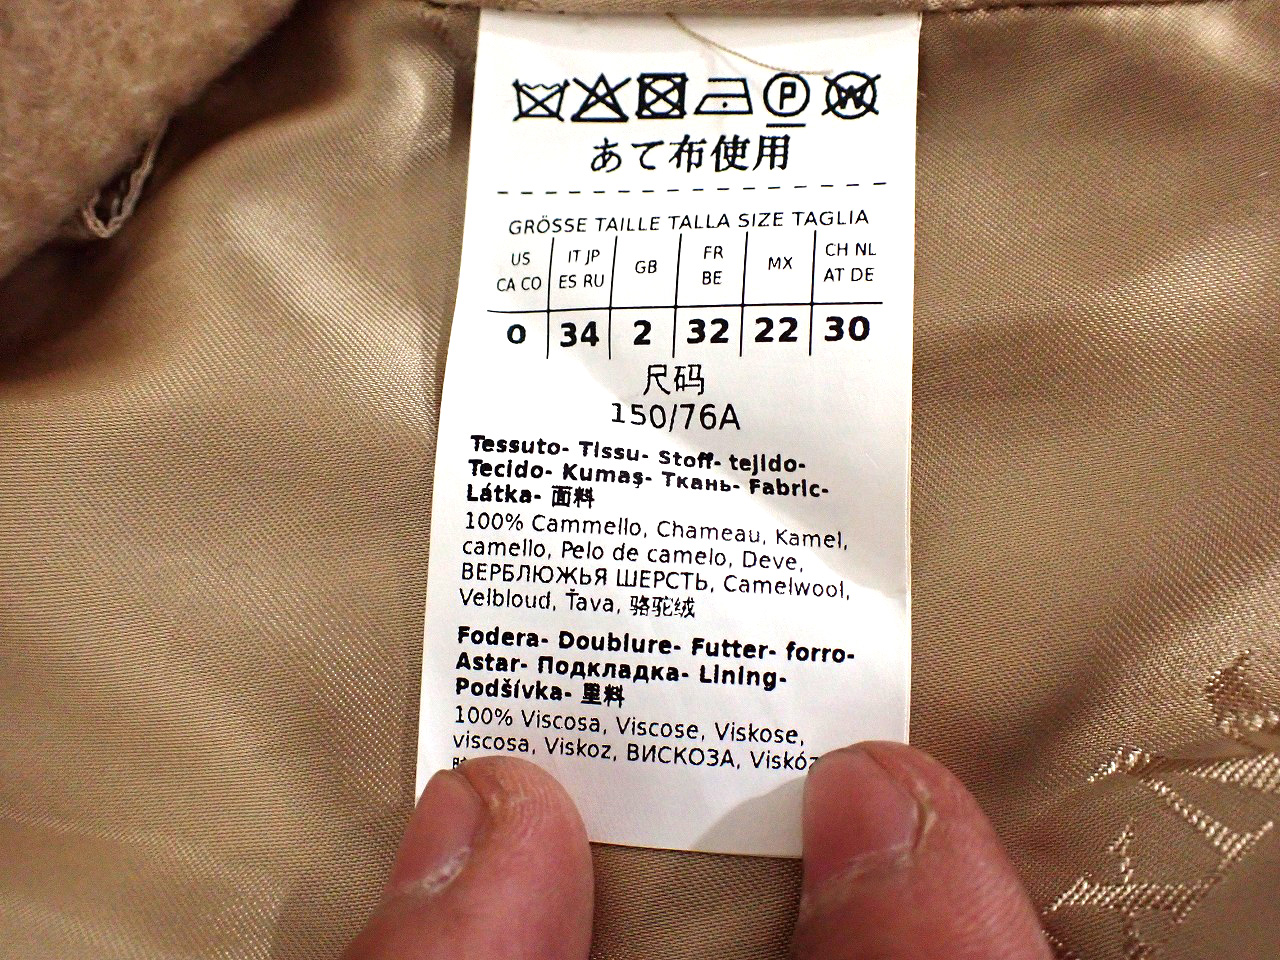 P W
あて布使用
GRÖSSE TAILLE TALLA SIZE TAGLIA
US CA CO IT JP ES RU GB FR BE MX CH NL AT DE
0 34 2 32 22 30
尺码
150/76A
Tessuto- Tissu- Stoff- tejido-
Tecido- Kumaş- Ткань- Fabric-
Látka- 面料
100% Cammello, Chameau, Kamel,
camello, Pelo de camelo, Deve,
ВЕРБЛЮЖЬЯ ШЕРСТЬ, Camelwool,
Velbloud, Ťava, 骆驼绒
Fodera- Doublure- Futter- forro-
Astar- Подкладка- Lining-
Podšívka- 里料
100% Viscosa, Viscose, Viskose,
viscosa, Viskoz, ВИСКОЗА,